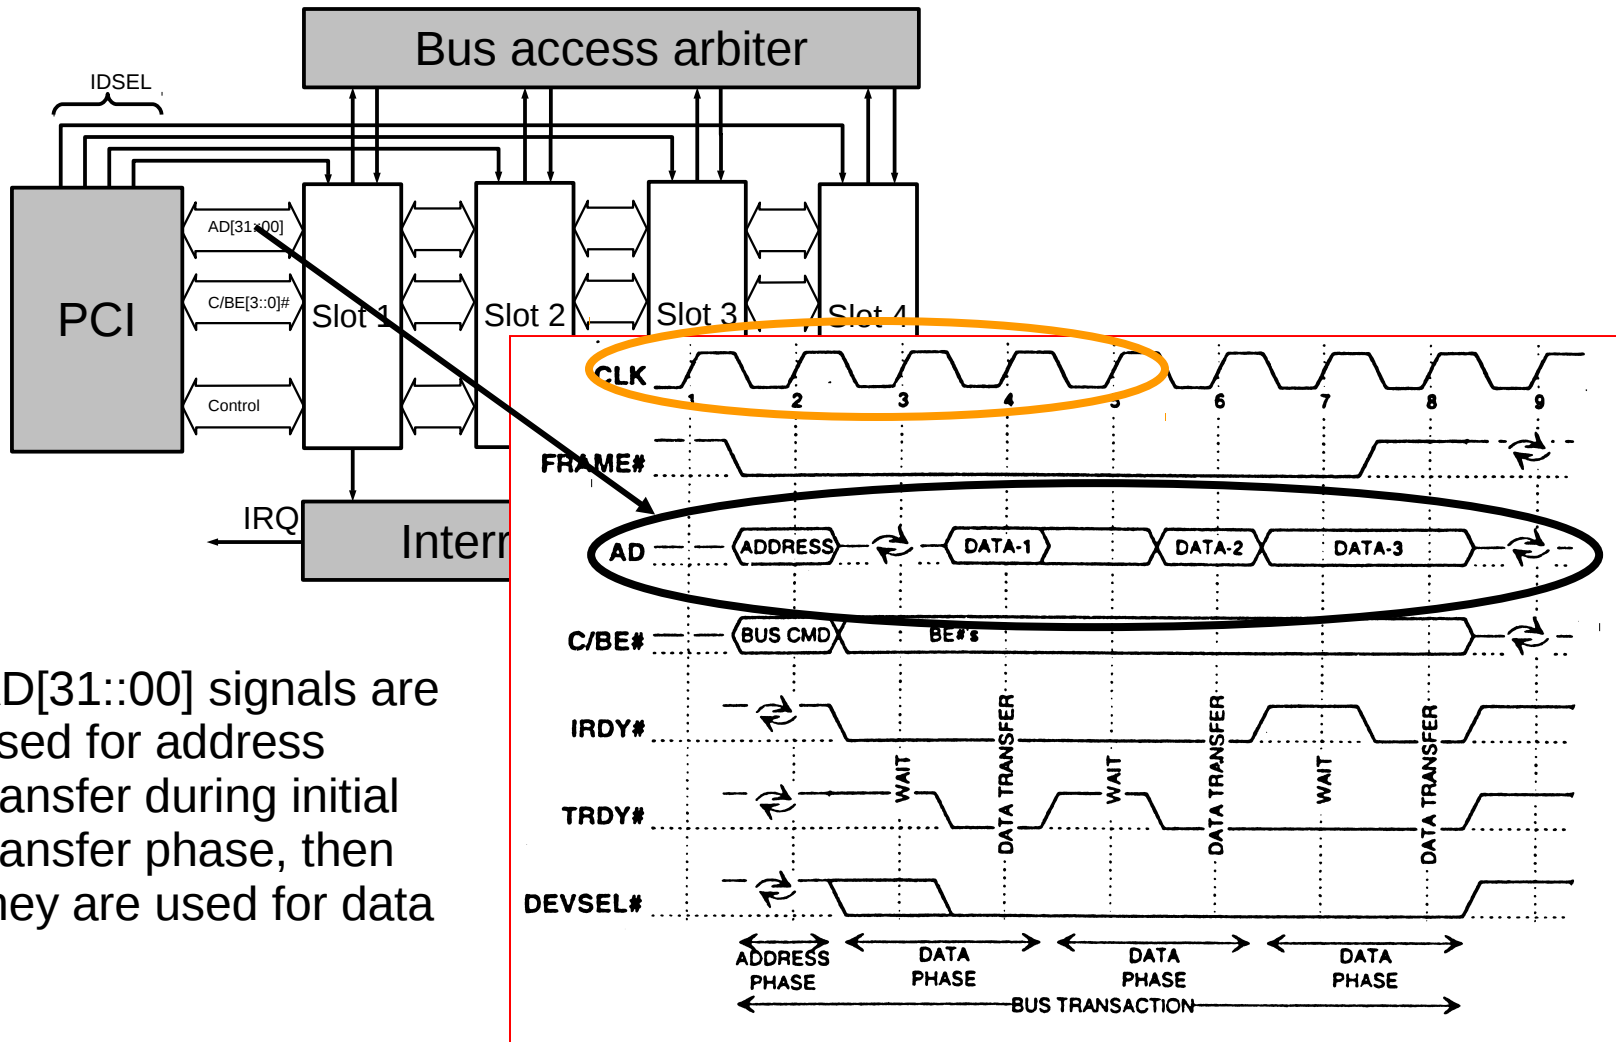 Bus access arbiter
IDSEL
AD[31::00]
C/BE[3::0]#
Control
PCI
Slot 1
Slot 2
Slot 3
Slot 4
IRQ
Interr
CLK
1 2 3 4 5 6 7 8 9
FRAME#
AD
ADDRESS DATA-1 DATA-2 DATA-3
C/BE#
BUS CMD BE#'s
IRDY#
WAIT DATA TRANSFER WAIT DATA TRANSFER WAIT DATA TRANSFER
TRDY#
DEVSEL#
ADDRESS PHASE
DATA PHASE
DATA PHASE
DATA PHASE
BUS TRANSACTION
AD[31::00] signals are
sed for address
ansfer during initial
ansfer phase, then
ney are used for data